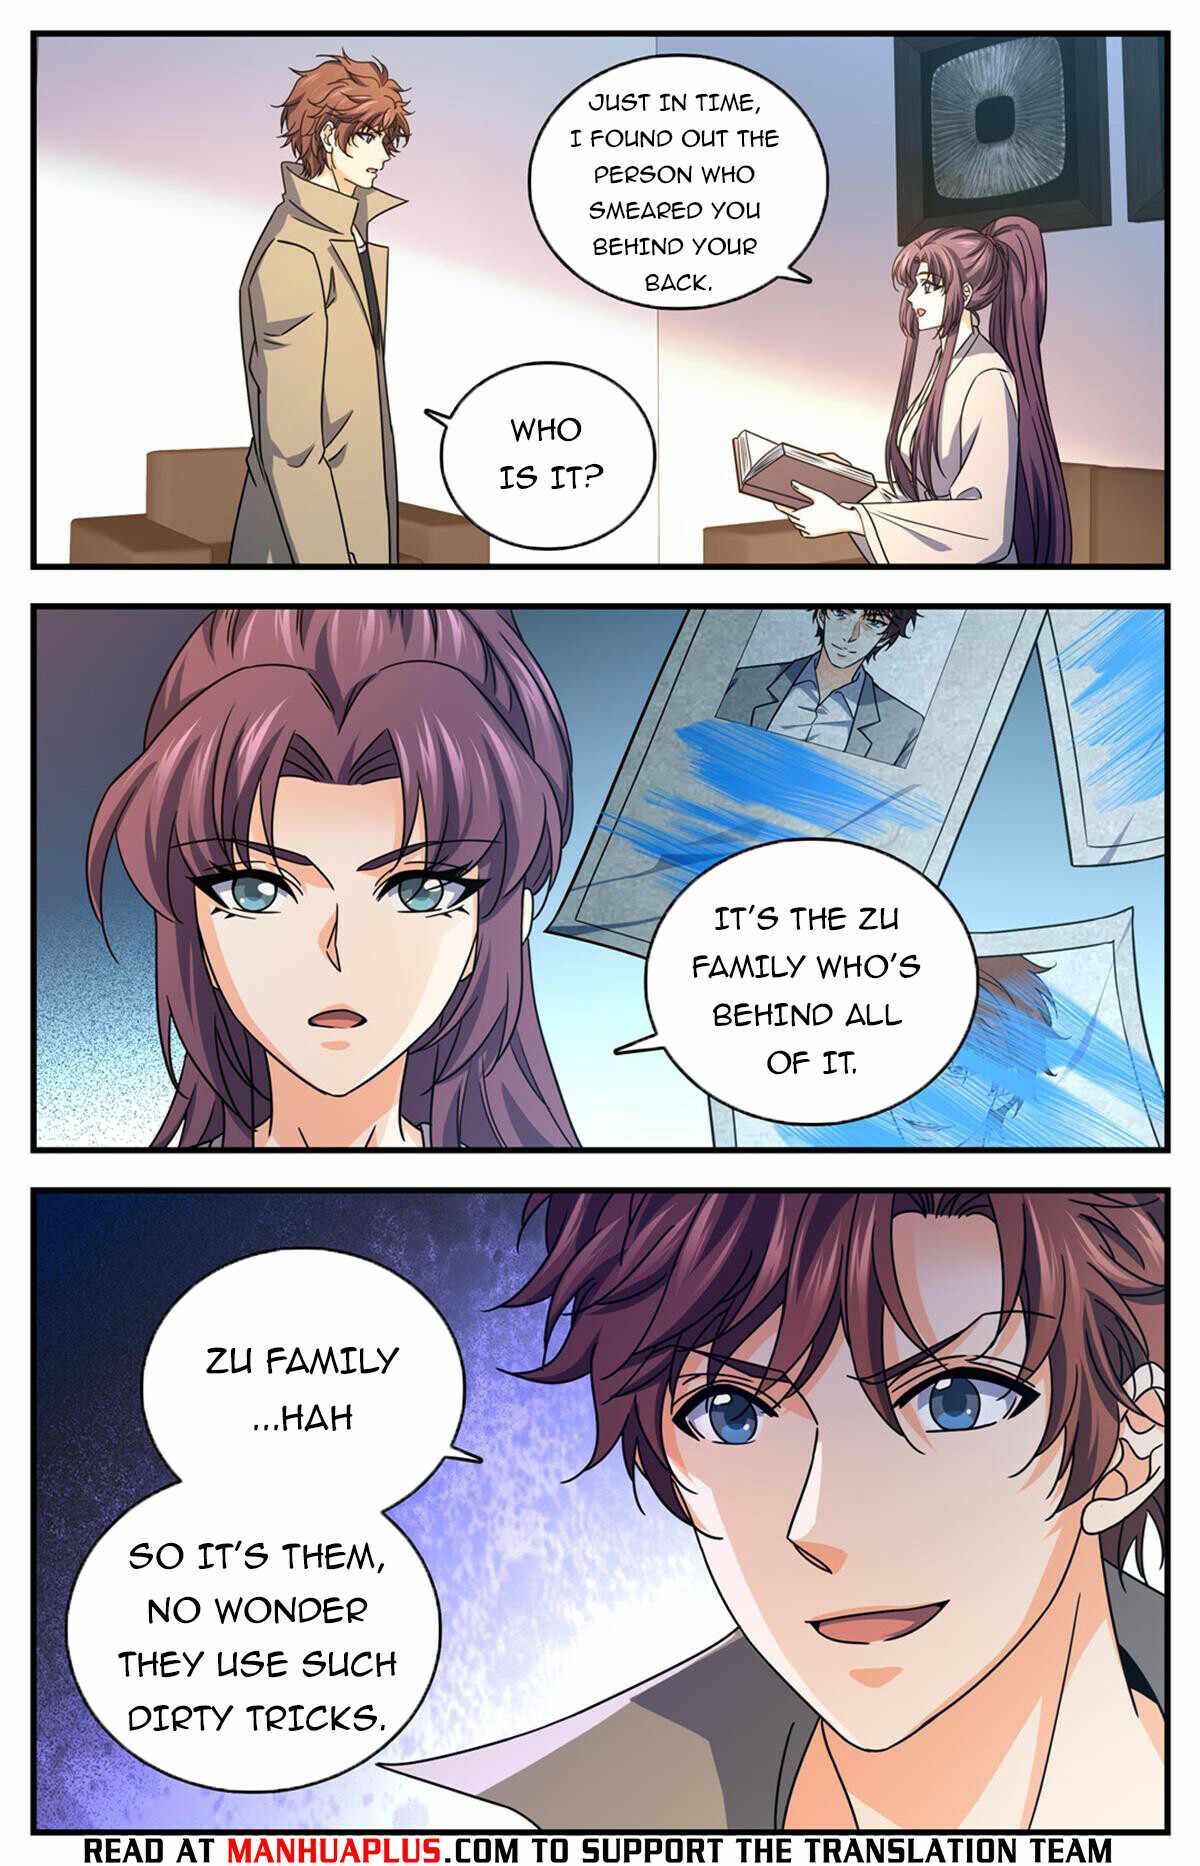 JUST IN TIME,
I FOUND OUT THE
PERSON WHO
SMEARED YOU
BEHIND YOUR
BACK.
WHO
IS IT?
IT'S THE ZU
FAMILY WHO'S
BEHIND ALL
OF IT.
ZU FAMILY
...HAH
SO IT'S THEM,
NO WONDER
THEY USE SUCH
DIRTY TRICKS.
READ AT MANHUAPLUS.COM TO SUPPORT THE TRANSLATION TEAM